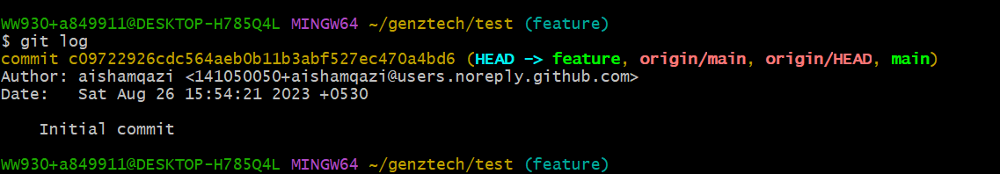 WW930+a849911@DESKTOP-H785Q4L MINGW64 ~/genztech/test (feature)
$ git log
commit c09722926cdc564aeb0b11b3abf527ec470a4bd6 (HEAD -> feature, origin/main, origin/HEAD, main)
Author: aishamqazi <141050050+aishamqazi@users.noreply.github.com>
Date:   Sat Aug 26 15:54:21 2023 +0530
    Initial commit
WW930+a849911@DESKTOP-H785Q4L MINGW64 ~/genztech/test (feature)